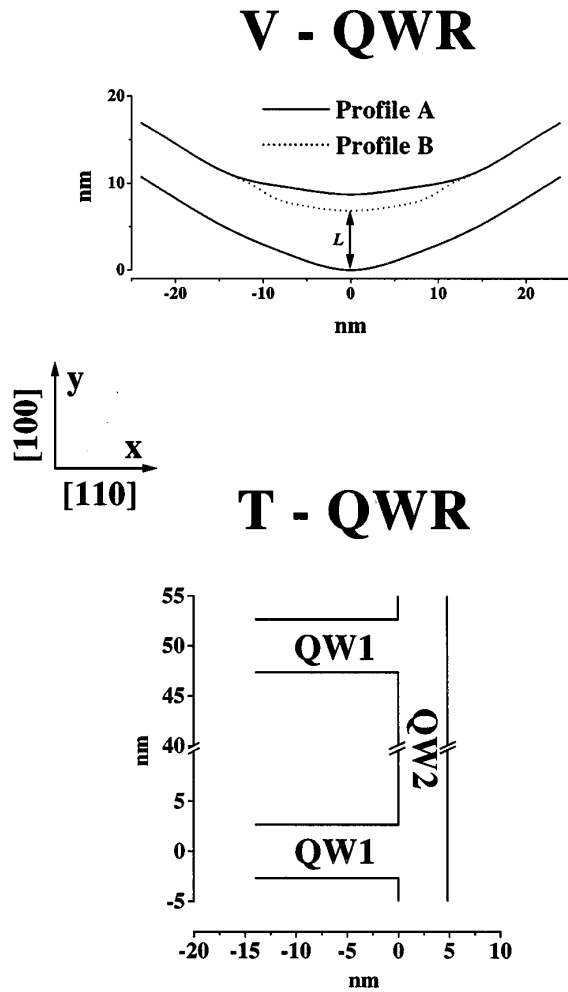 V - QWR
20
10
0
nm
Profile A
Profile B
L
-20 -10 0 10 20
nm
[100]
y
x
[110]
T - QWR
55
50
45
40
5
0
-5
nm
QW1
QW2
QW1
-20 -15 -10 -5 0 5 10
nm